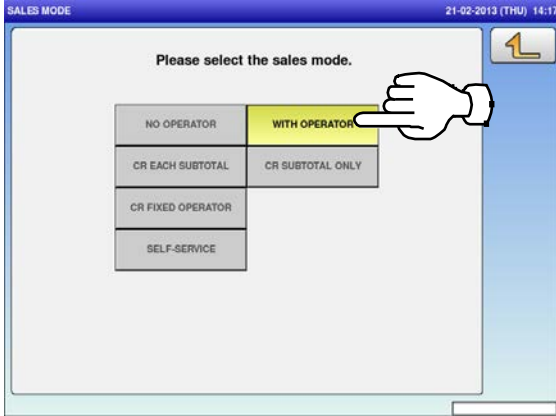 SALES MODE 21-02-2013 (THU) 14:17
Please select the sales mode.
NO OPERATOR WITH OPERATOR
CR EACH SUBTOTAL CR SUBTOTAL ONLY
CR FIXED OPERATOR
SELF-SERVICE